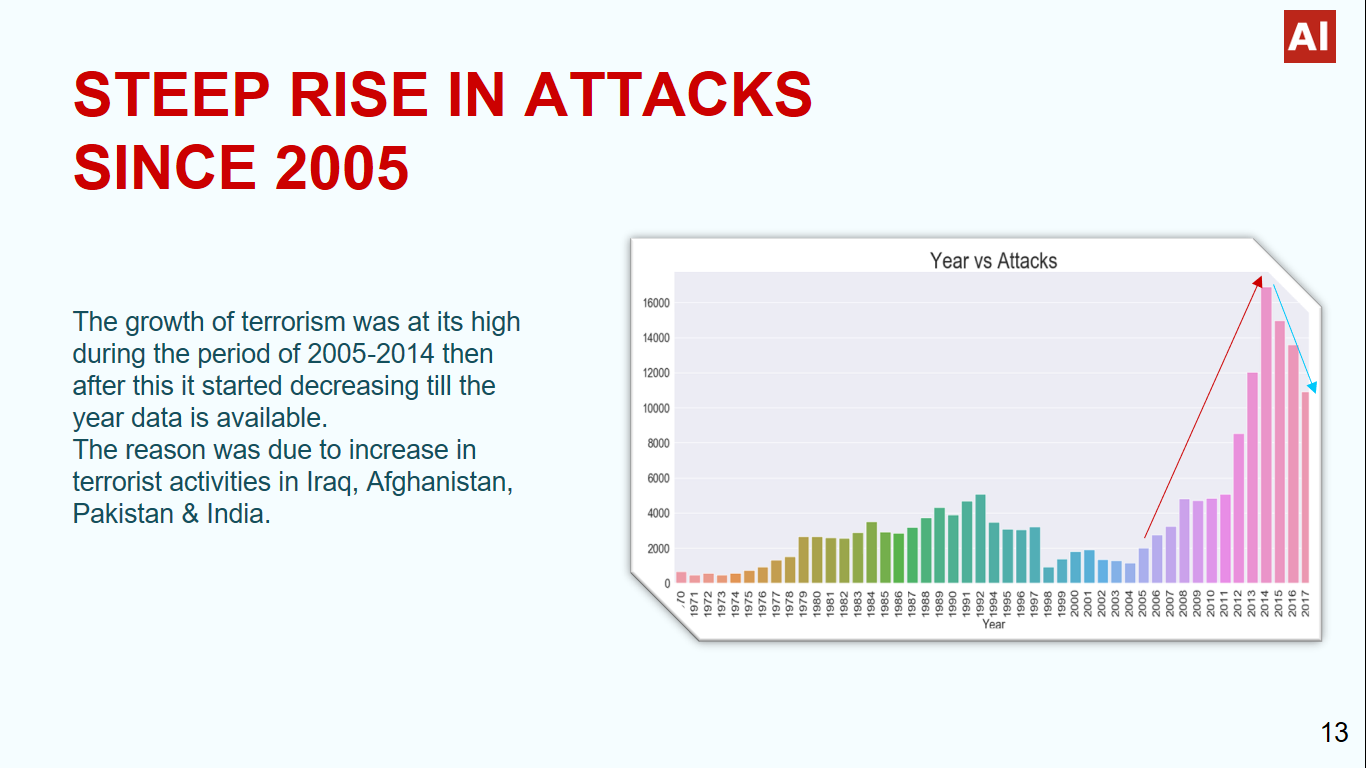 AI
STEEP RISE IN ATTACKS
SINCE 2005
The growth of terrorism was at its high
during the period of 2005-2014 then
after this it started decreasing till the
year data is available.
The reason was due to increase in
terrorist activities in Iraq, Afghanistan,
Pakistan & India.
Year vs Attacks
16000
14000
12000
10000
8000
6000
4000
2000
0
70 1971 1972 1973 1974 1975 1976 1977 1978 1979 1980 1981 1982 1983 1984 1985 1986 1987 1988 1989 1990 1991 1992 1994 1995 1996 1997 1998 1999 2000 2001 2002 2003 2004 2005 2006 2007 2008 2009 2010 2011 2012 2013 2014 2015 2016 2017
Year
13